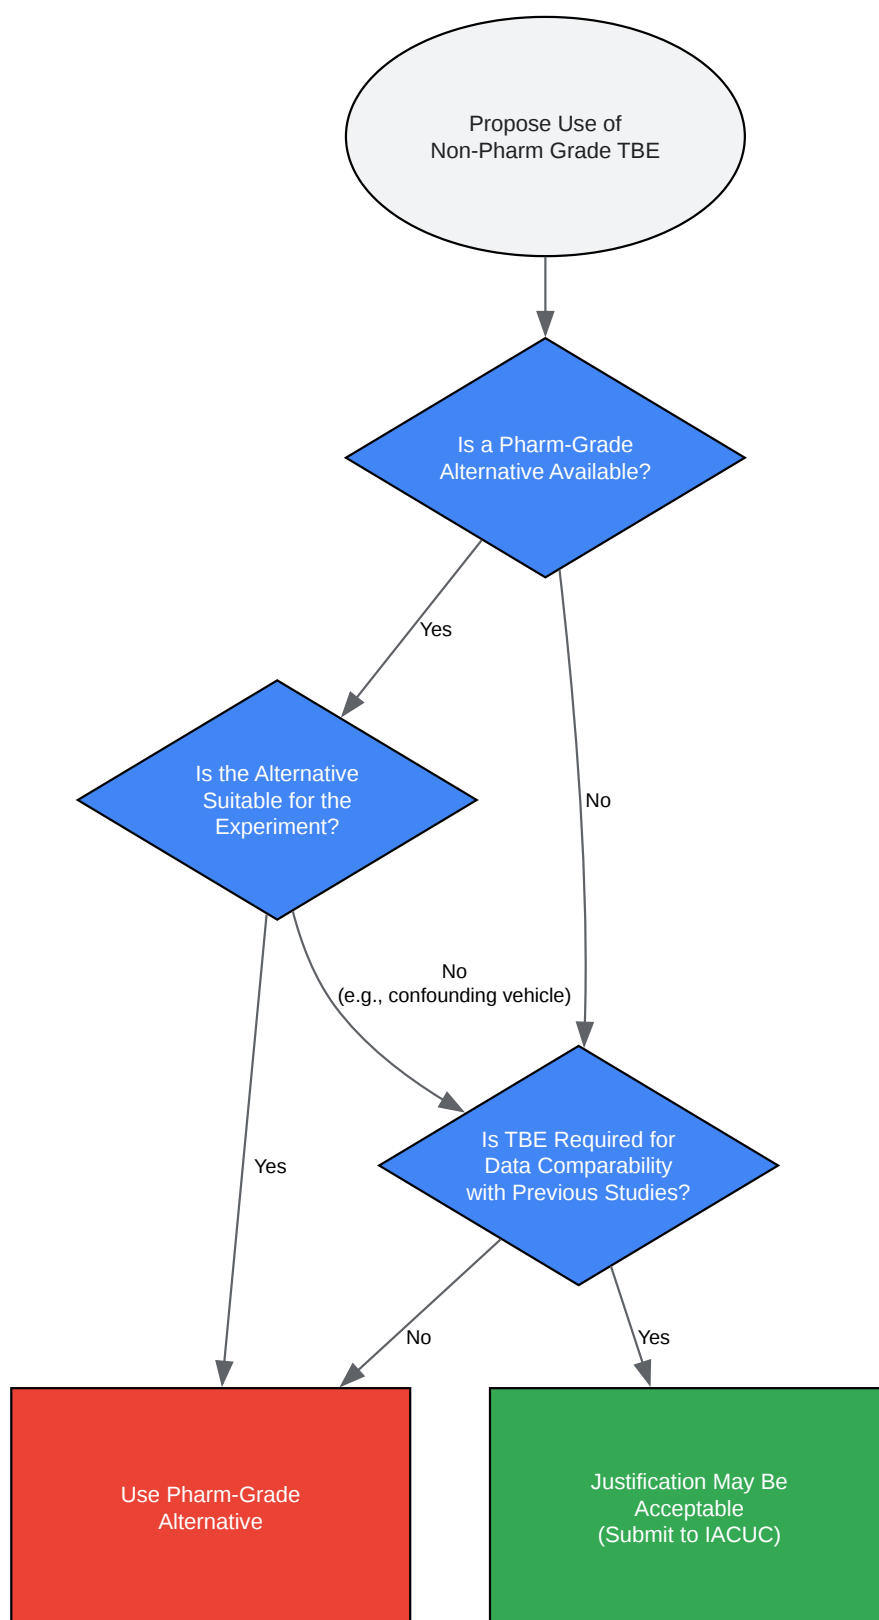 Propose Use of
Non-Pharm Grade TBE
Is a Pharm-Grade
Alternative Available?
Yes
No
Is the Alternative
Suitable for the
Experiment?
No
(e.g., confounding vehicle)
Yes
Is TBE Required for
Data Comparability
with Previous Studies?
No
Yes
Use Pharm-Grade
Alternative
Justification May Be
Acceptable
(Submit to IACUC)